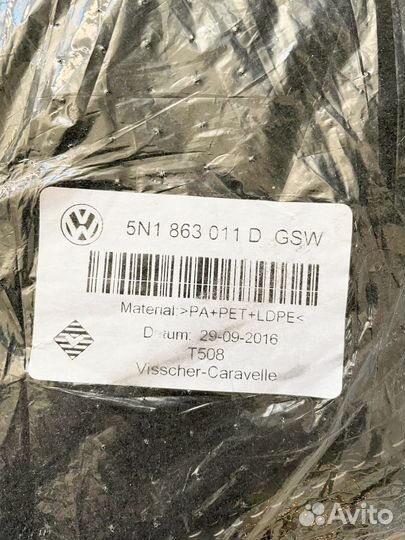 5N1 863 011 D GSW
Material:>PA+PET+LDPE<
Datum: 29-09-2016
T508
Visscher-Caravelle
Avito